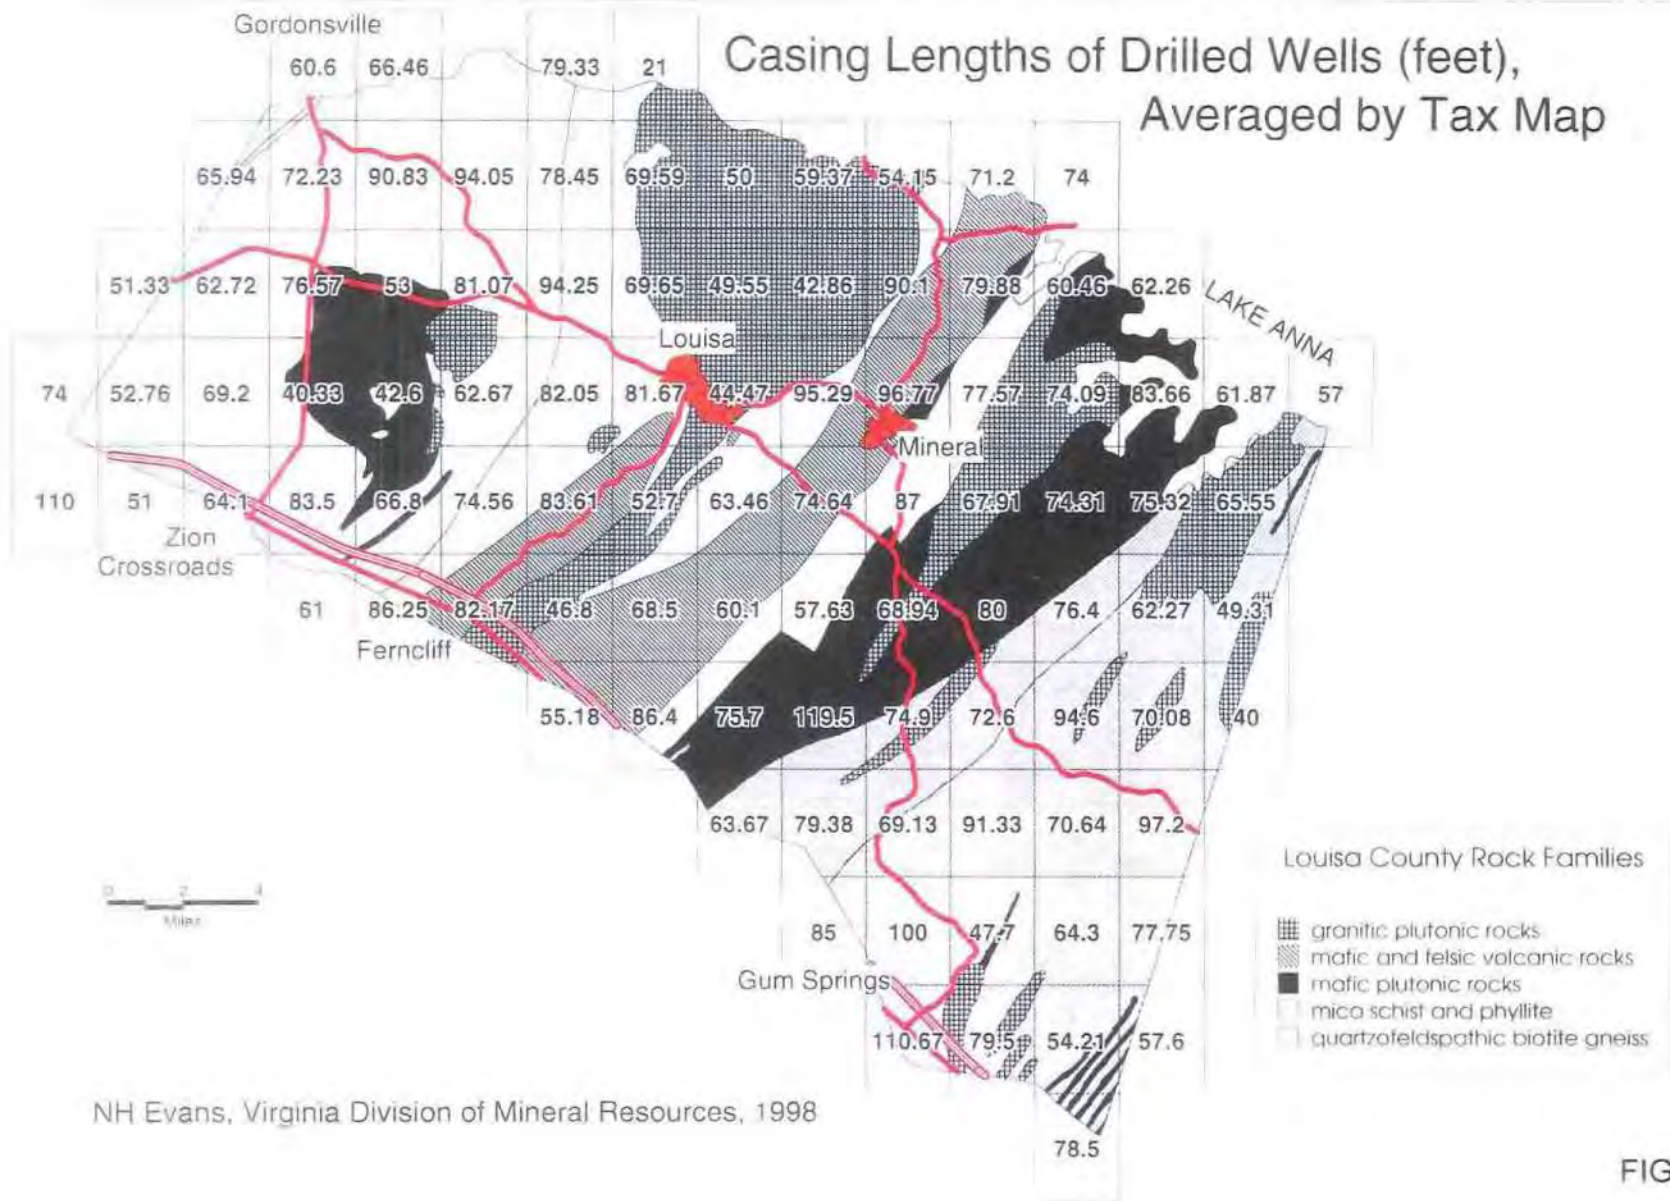 Gordonsville
Casing Lengths of Drilled Wells (feet),
Averaged by Tax Map
60.6 66.46 79.33 21
65.94 72.23 90.83 94.05 78.45 69.59 50 59.37 54.15 71.2 74
51.33 62.72 76.57 53 81.07 94.25 69.65 49.55 42.86 90.1 79.88 60.46 62.26
LAKE ANNA
Louisa
74 52.76 69.2 40.33 42.6 62.67 82.05 81.67 44.47 95.29 96.77 77.57 74.09 83.66 61.87 57
Mineral
110 51 64.1 83.5 66.8 74.56 83.61 52.7 63.46 74.64 87 67.91 74.31 75.32 65.55
Zion
Crossroads
61 86.25 82.17 46.8 68.5 60.1 57.63 68.94 80 76.4 62.27 49.31
Ferncliff
55.18 86.4 75.7 119.5 74.9 72.6 94.6 70.08 40
63.67 79.38 69.13 91.33 70.64 97.2
85 100 47.7 64.3 77.75
Gum Springs
110.67 79.5 54.21 57.6
78.5
0 2 4
Miles
Louisa County Rock Families
granitic plutonic rocks
mafic and felsic volcanic rocks
mafic plutonic rocks
mica schist and phyllite
quartzofeldspathic biotite gneiss
NH Evans, Virginia Division of Mineral Resources, 1998
FIG